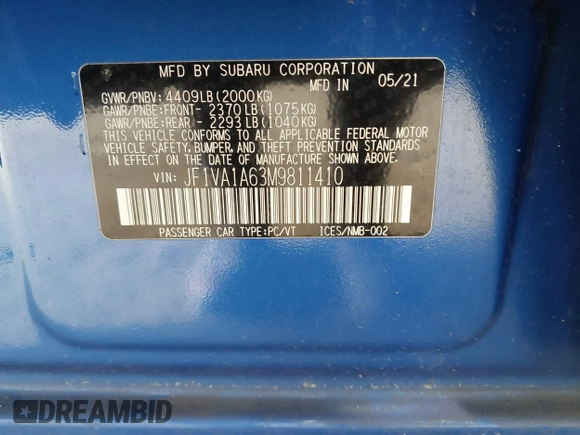 MFD BY SUBARU CORPORATION
MFD IN 05/21
GVWR/PNBV: 4409LB(2000KG)
GAWR/PNBE:FRONT- 2370LB(1075KG)
GAWR/PNBE:REAR - 2293LB(1040KG)
THIS VEHICLE CONFORMS TO ALL APPLICABLE FEDERAL MOTOR
VEHICLE SAFETY, BUMPER, AND THEFT PREVENTION STANDARDS
IN EFFECT ON THE DATE OF MANUFACTURE SHOWN ABOVE.
VIN: JF1VA1A63M9811410
PASSENGER CAR TYPE:PC/VT ICES/NMB-002
DREAMBID